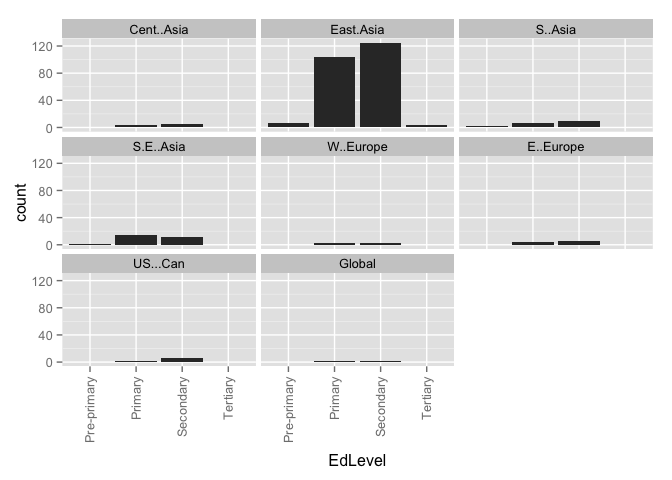 Cent..Asia East.Asia S..Asia
120
80
40
0
S.E..Asia W..Europe E..Europe
120
80
40
0
US...Can Global
120
80
40
0
count
Pre-primary Primary Secondary Tertiary Pre-primary Primary Secondary Tertiary
EdLevel